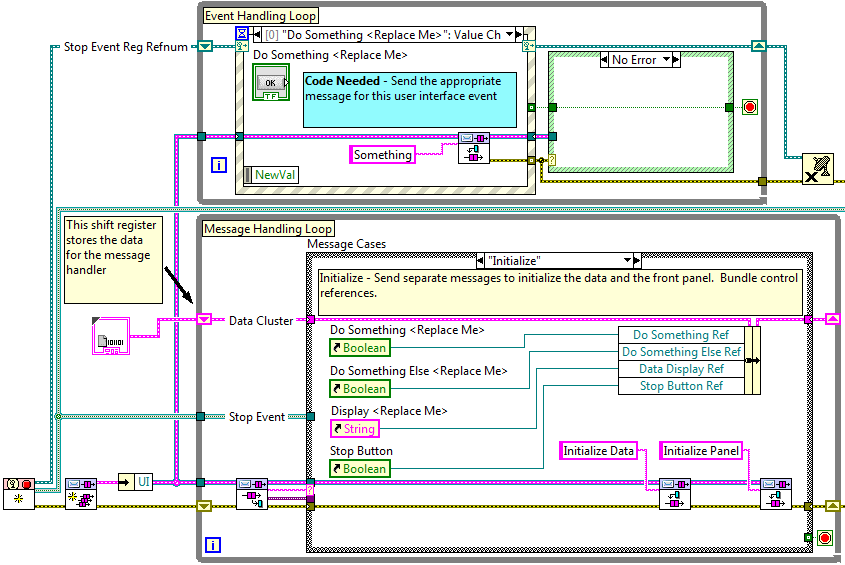 Event Handling Loop
[0] "Do Something <Replace Me>": Value Ch
Stop Event Reg Refnum
Do Something <Replace Me>
OK
TF
Code Needed - Send the appropriate
message for this user interface event
No Error
Something
i
NewVal
?
X
This shift register
stores the data
for the message
handler
Message Handling Loop
Message Cases
"Initialize"
Initialize - Send separate messages to initialize the data and the front panel.  Bundle control
references.
Data Cluster
Do Something <Replace Me>
Boolean
Do Something Ref
Do Something Else Ref
Data Display Ref
Stop Button Ref
Do Something Else <Replace Me>
Boolean
Display <Replace Me>
String
Stop Event
Stop Button
Boolean
Initialize Data
Initialize Panel
UI
?
i